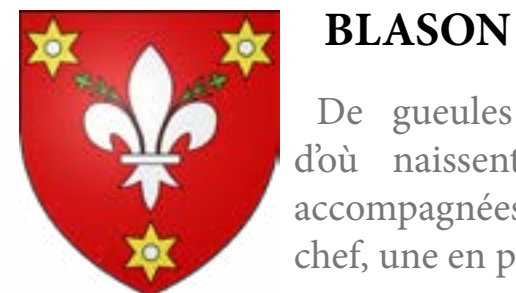 BLASON
De gueules
d'où naissent
accompagnées
chef, une en p